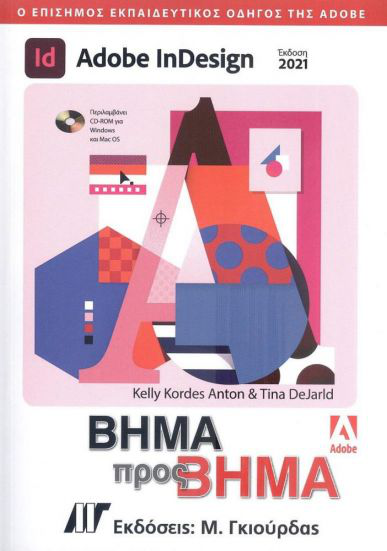 Ο ΕΠΙΣΗΜΟΣ ΕΚΠΑΙΔΕΥΤΙΚΟΣ ΟΔΗΓΟΣ ΤΗΣ ADOBE
Id Adobe InDesign Έκδοση
2021
Περιλαμβάνει
CD-ROM για
Windows
και Mac OS
Kelly Kordes Anton & Tina DeJarld
ΒΗΜΑ
προς ΒΗΜΑ
Adobe
Εκδόσεις: Μ. Γκιούρδας